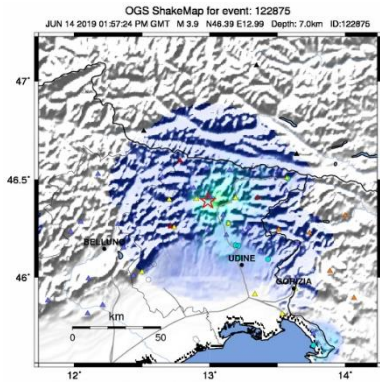 OGS ShakeMap for event: 122875
JUN 14 2019 01:57:24 PM GMT M 3.9 N46.39 E12.99 Depth: 7.0km ID:122875
47°
46.5°
BELLUNO
UDINE
46°
GORIZIA
km
0 50
12° 13° 14°